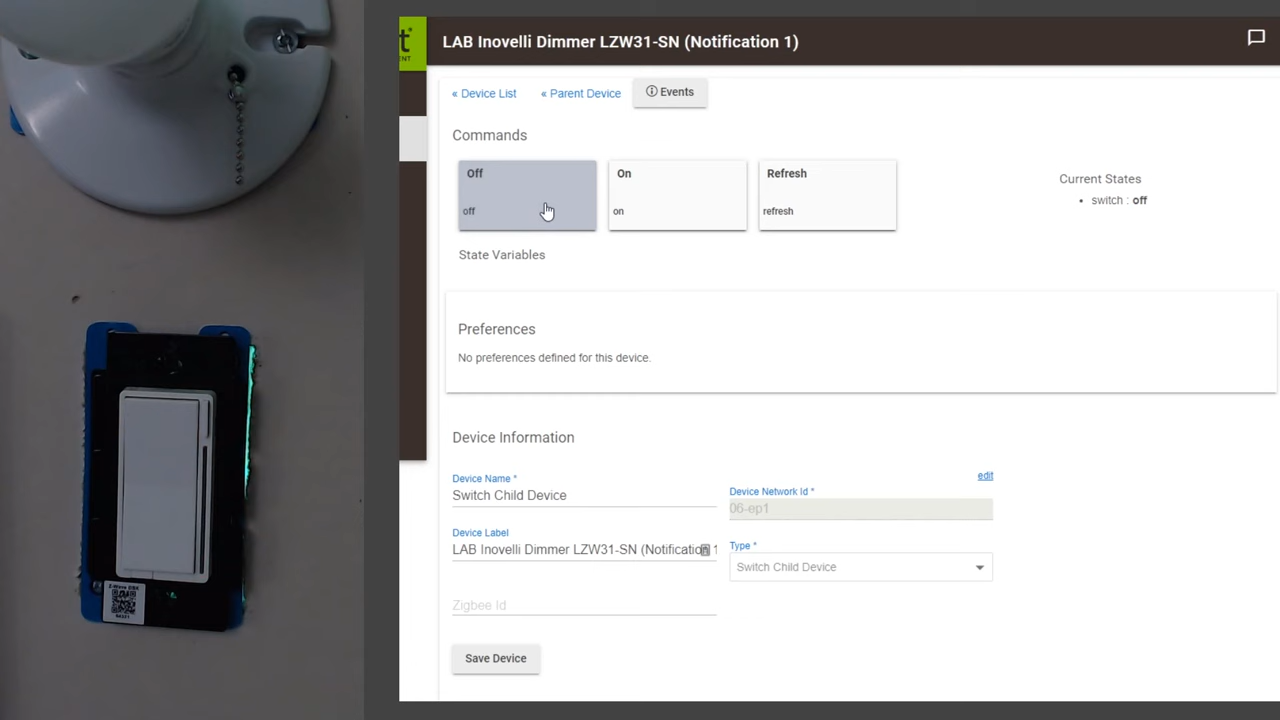 t®
ENT
LAB Inovelli Dimmer LZW31-SN (Notification 1)
« Device List
« Parent Device
Events
Commands
Off
off
On
on
Refresh
refresh
Current States
• switch : off
State Variables
Preferences
No preferences defined for this device.
Device Information
edit
Device Name *
Switch Child Device
Device Network Id *
06-ep1
Device Label
LAB Inovelli Dimmer LZW31-SN (Notification 1
Type *
Switch Child Device
Zigbee Id
Save Device